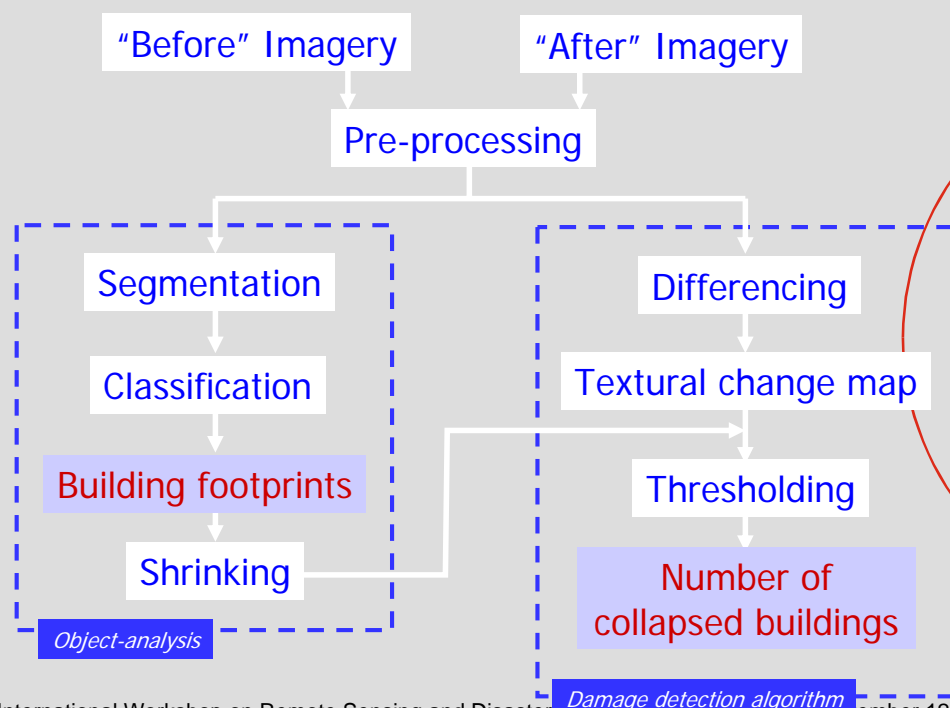 “Before” Imagery
“After” Imagery
Pre-processing
Segmentation
Classification
Building footprints
Shrinking
Object-analysis
Differencing
Textural change map
Thresholding
Number of
collapsed buildings
Damage detection algorithm
International Workshop on Remote Sensing and Disaster